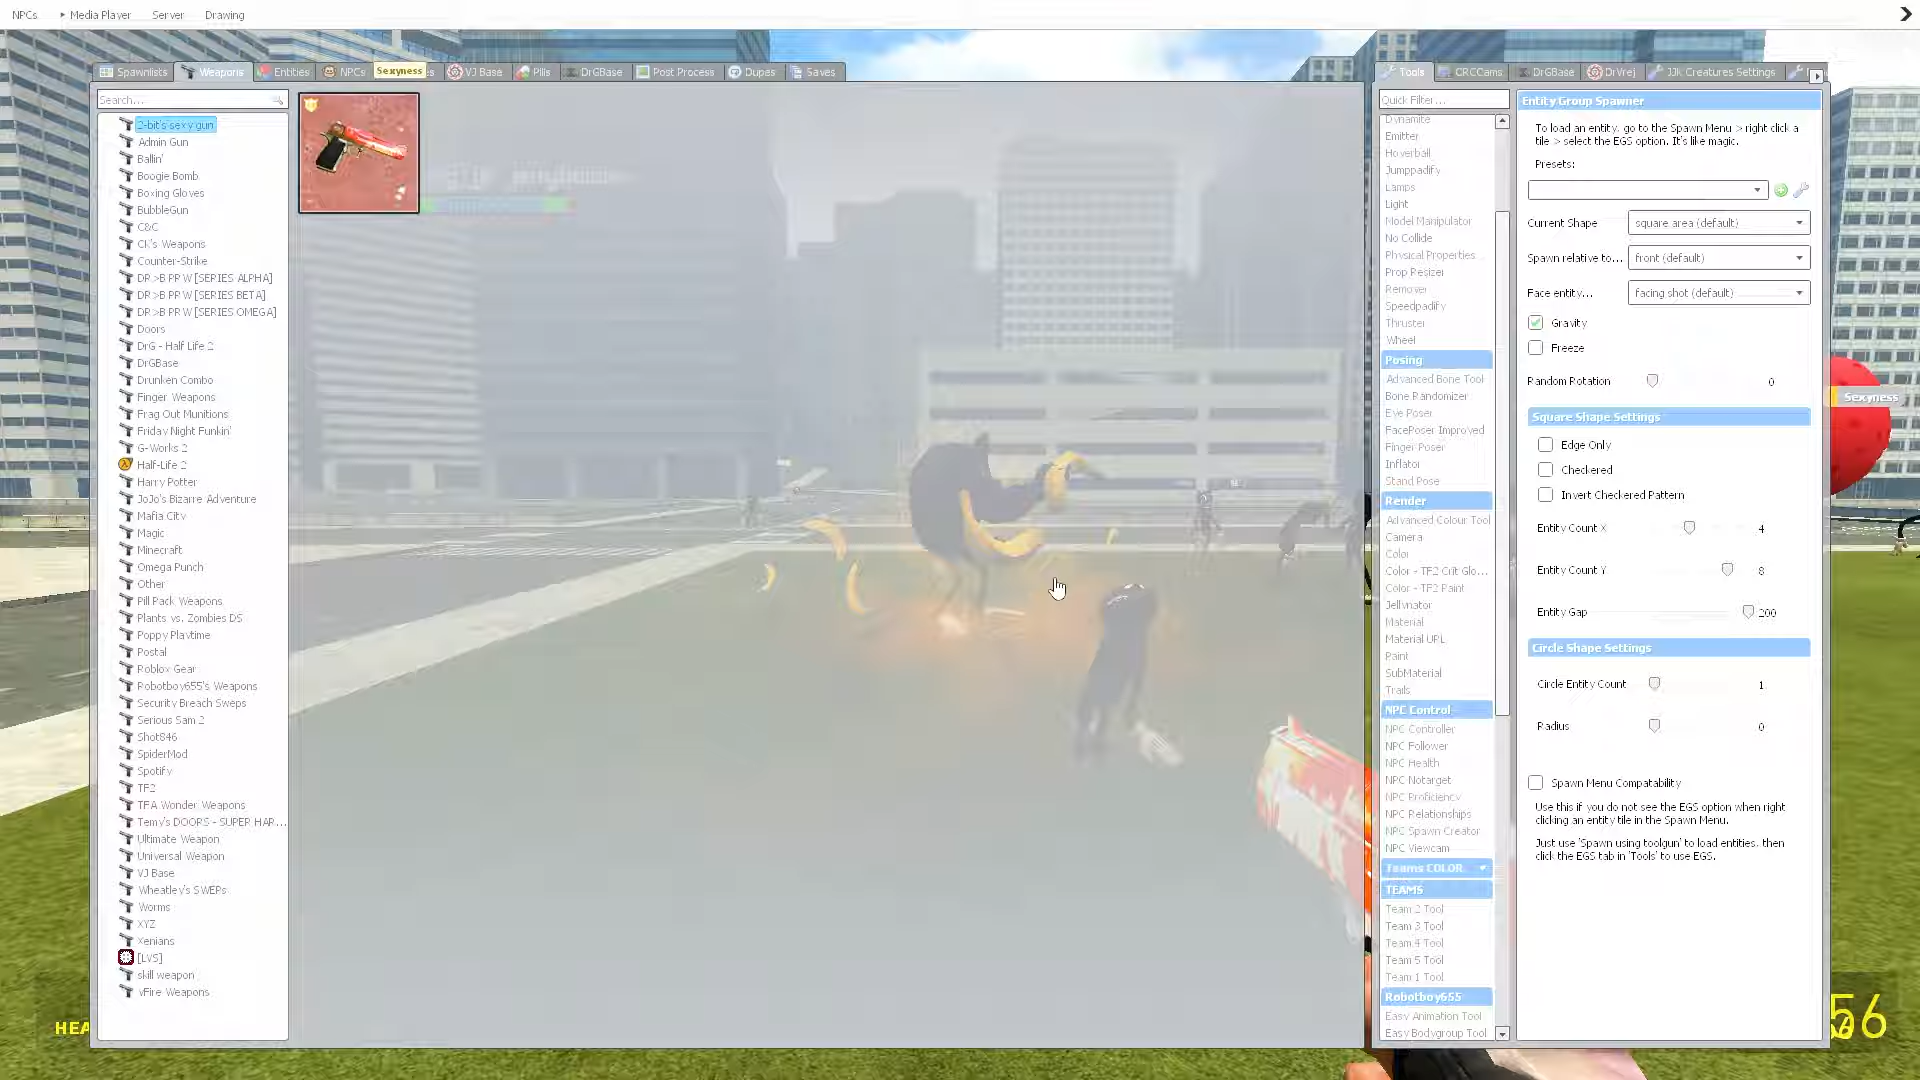 NPCs
Media Player
Server
Drawing
Spawnlists
Weapons
Entities
NPCs
Sexyness
VJ Base
Pills
DrGBase
Post Process
Dupes
Saves
Tools
CRCCams
DrGBase
DrVrej
JJk Creatures Settings
Search...
2-bit's sexy gun
Admin Gun
Ballin'
Boogie Bomb
Boxing Gloves
BubbleGun
C&C
CK's Weapons
Counter-Strike
DR >B PR W [SERIES ALPHA]
DR >B PR W [SERIES BETA]
DR >B PR W [SERIES OMEGA]
Doors
DrG - Half Life 2
DrGBase
Drunken Combo
Finger Weapons
Frag Out Munitions
Friday Night Funkin'
G-Works 2
Half-Life 2
Harry Potter
JoJo's Bizarre Adventure
Mafia City
Magic
Minecraft
Omega Punch
Other
Pill Pack Weapons
Plants vs. Zombies DS
Poppy Playtime
Postal
Roblox Gear
Robotboy655's Weapons
Security Breach Sweps
Serious Sam 2
Shot846
SpiderMod
Spotify
TF2
TFA Wonder Weapons
Temy's DOORS - SUPER HAR...
Ultimate Weapon
Universal Weapon
VJ Base
Wheatley's SWEPs
Worms
XYZ
Xenians
[LVS]
skill weapon
vFire Weapons
Quick Filter...
Dynamite
Emitter
Hoverball
Jumppadify
Lamps
Light
Model Manipulator
No Collide
Physical Properties...
Prop Resizer
Remover
Speedpadify
Thruster
Wheel
Posing
Advanced Bone Tool
Bone Randomizer
Eye Poser
FacePoser Improved
Finger Poser
Inflator
Stand Pose
Render
Advanced Colour Tool
Camera
Color
Color - TF2 Crit Glo...
Color - TF2 Paint
Jellynator
Material
Material URL
Paint
SubMaterial
Trails
NPC Control
NPC Controller
NPC Follower
NPC Health
NPC Notarget
NPC Proficiency
NPC Relationships
NPC Spawn Creator
NPC Viewcam
Teams COLOR
TEAMS
Team 2 Tool
Team 3 Tool
Team 4 Tool
Team 5 Tool
Team 1 Tool
Robotboy655
Easy Animation Tool
Easy Bodygroup Tool
Entity Group Spawner
To load an entity, go to the Spawn Menu > right click a
tile > select the EGS option. It's like magic.
Presets:
Current Shape
square area (default)
Spawn relative to...
front (default)
Face entity...
facing shot (default)
Gravity
Freeze
Random Rotation
0
Square Shape Settings
Edge Only
Checkered
Invert Checkered Pattern
Entity Count X
4
Entity Count Y
8
Entity Gap
200
Circle Shape Settings
Circle Entity Count
1
Radius
0
Spawn Menu Compatability
Use this if you do not see the EGS option when right
clicking an entity tile in the Spawn Menu.
Just use 'Spawn using toolgun' to load entities, then
click the EGS tab in 'Tools' to use EGS.
Sexyness
HEA
56